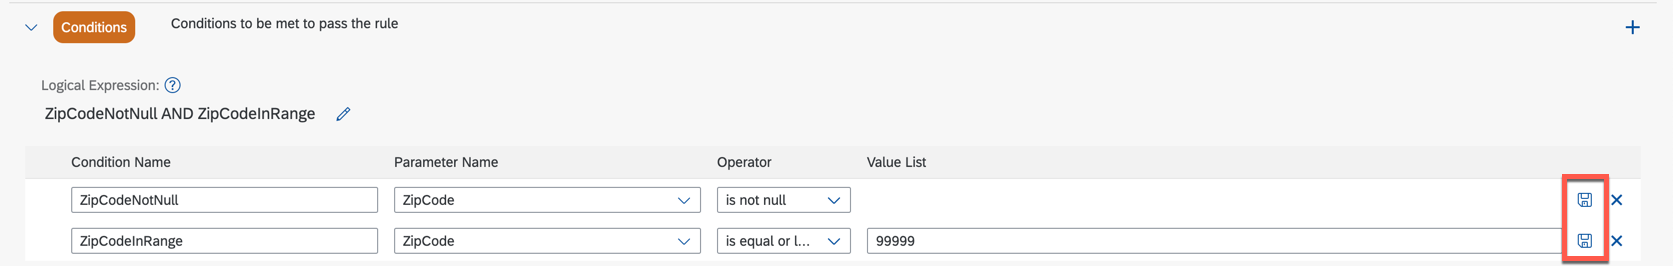 Conditions Conditions to be met to pass the rule
Logical Expression: ?
ZipCodeNotNull AND ZipCodeInRange
Condition Name Parameter Name Operator Value List
ZipCodeNotNull ZipCode is not null
ZipCodeInRange ZipCode is equal or l... 99999